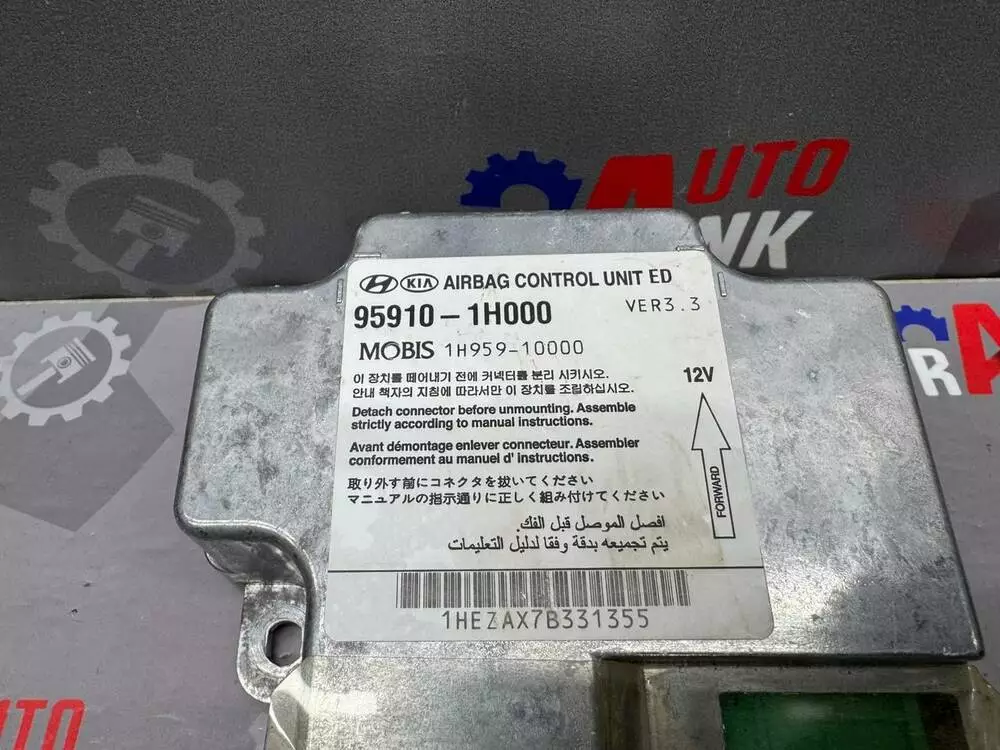 AUTO
NK
KIA AIRBAG CONTROL UNIT ED
95910-1H000
VER3.3
MOBIS 1H959-10000
이 장치를 떼어내기 전에 커넥터를 분리 시키시오.
안내 책자의 지침에 따라서만 이 장치를 조립하십시오.
12V
Detach connector before unmounting. Assemble
strictly according to manual instructions.
Avant démontage enlever connecteur. Assembler
conformement au manuel d' instructions.
FORWARD
取り外す前にコネクタを抜いてください
マニュアルの指示通りに正しく組み付けてください
افصل الموصل قبل الفك.
يتم تجميعه بدقة وفقا لدليل التعليمات
1HEZAX7B331355
UTO
RA